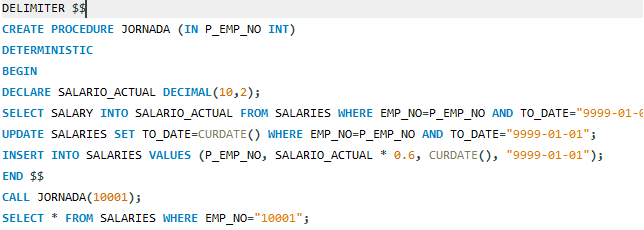 DELIMITER $$
CREATE PROCEDURE JORNADA (IN P_EMP_NO INT)
DETERMINISTIC
BEGIN
DECLARE SALARIO_ACTUAL DECIMAL(10,2);
SELECT SALARY INTO SALARIO_ACTUAL FROM SALARIES WHERE EMP_NO=P_EMP_NO AND TO_DATE="9999-01-0
UPDATE SALARIES SET TO_DATE=CURDATE() WHERE EMP_NO=P_EMP_NO AND TO_DATE="9999-01-01";
INSERT INTO SALARIES VALUES (P_EMP_NO, SALARIO_ACTUAL * 0.6, CURDATE(), "9999-01-01");
END $$
CALL JORNADA(10001);
SELECT * FROM SALARIES WHERE EMP_NO="10001";